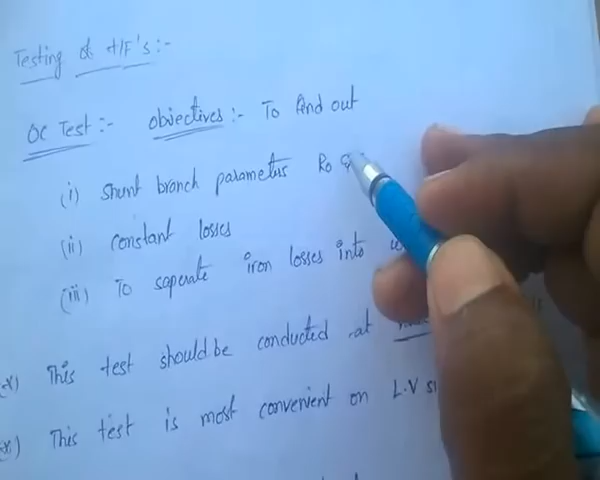 Testing of t/F's :-
OC Test :- objectives :- To find out
(i) Shunt branch parameters Ro &
(ii) constant losses
(iii) To saperate iron losses into
(*) This test should be conducted at
(*) This test is most convenient on L.V